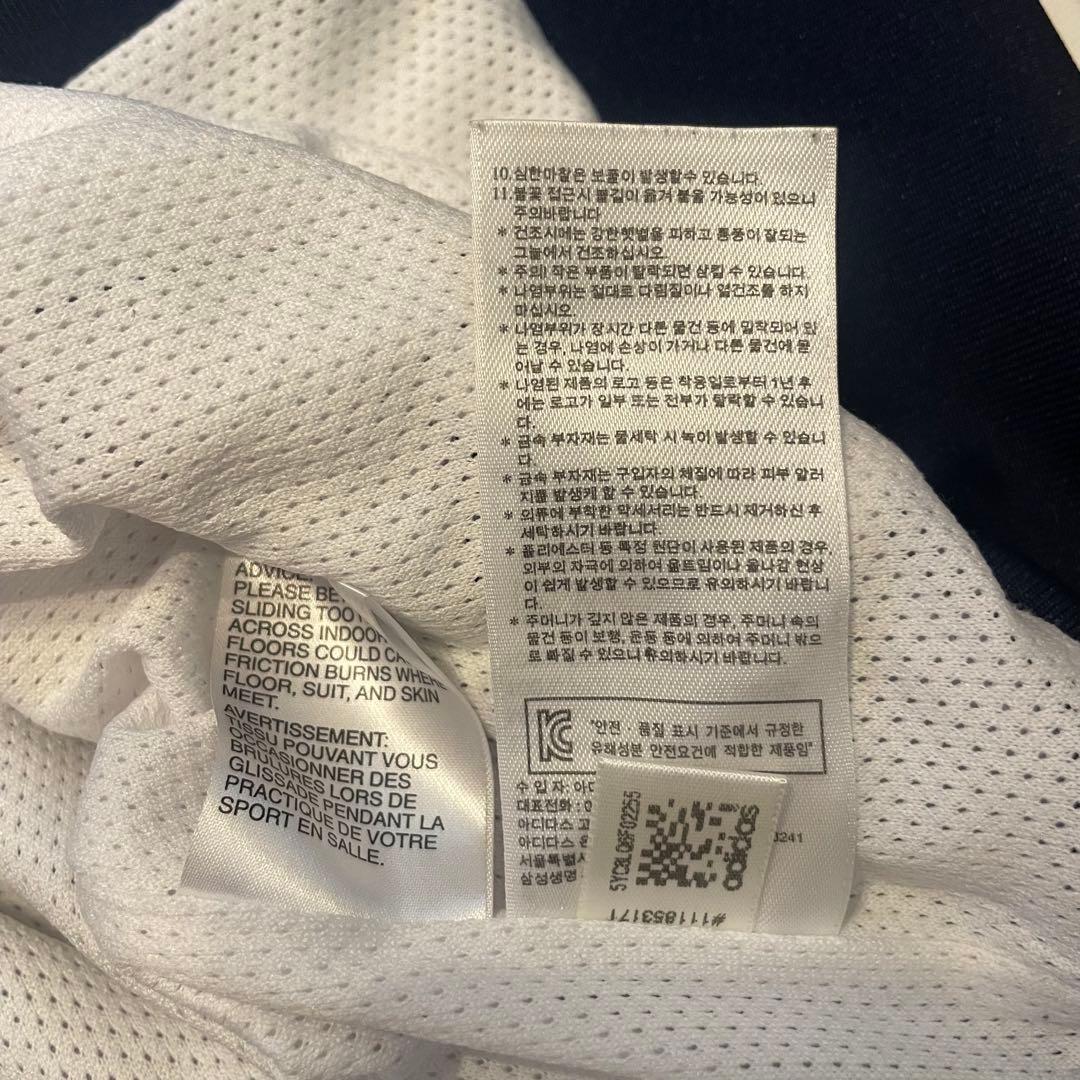 10.심한마찰은 보풀이 발생할수 있습니다.
11.불꽃 접근시 불길이 옮겨 붙을 가능성이 있으니
주의바랍니다
* 건조시에는 강한햇볕을 피하고 통풍이 잘되는
그늘에서 건조하십시오.
* 주의! 작은 부품이 탈락되면 삼킬 수 있습니다.
* 나염부위는 절대로 다림질이나 열건조를 하지
마십시오.
* 나염부위가 장시간 다른 물건 등에 밀착되어 있
는 경우, 나염에 손상이 가거나 다른 물건에 묻
어날 수 있습니다.
* 나염된 제품의 로고 등은 착용일로부터 1년 후
에는 로고가 일부 또는 전부가 탈락할 수 있습니
다.
* 금속 부자재는 물세탁 시 녹이 발생할 수 있습니
다.
* 금속 부자재는 구입자의 체질에 따라 피부 알러
지를 발생케 할 수 있습니다.
* 의류에 부착한 악세서리는 반드시 제거하신 후
세탁하시기 바랍니다.
* 폴리에스터 등 특정 원단이 사용된 제품의 경우,
외부의 자극에 의하여 올트임이나 올나감 현상
이 쉽게 발생할 수 있으므로 유의하시기 바랍니
다.
* 주머니가 깊지 않은 제품의 경우, 주머니 속의
물건 등이 보행, 운동 등에 의하여 주머니 밖으
로 빠질 수 있으니 유의하시기 바랍니다.
"안전 품질 표시 기준에서 규정한
유해성분 안전요건에 적합한 제품임"
수 입 자: 아디
대표전화 :
아디다스 고
아디다스 온
서울특별시
삼성생명
241
ADVICE:
PLEASE BE
SLIDING TOO
ACROSS INDOOR
FLOORS COULD CA
FRICTION BURNS WHERE
FLOOR, SUIT, AND SKIN
MEET.
AVERTISSEMENT:
TISSU POUVANT VOUS
OCCASIONNER DES
BRÛLURES LORS DE
GLISSADE PENDANT LA
PRACTIQUE DE VOTRE
SPORT EN SALLE.
5YC3LQ6F02255
adidas
#111853171